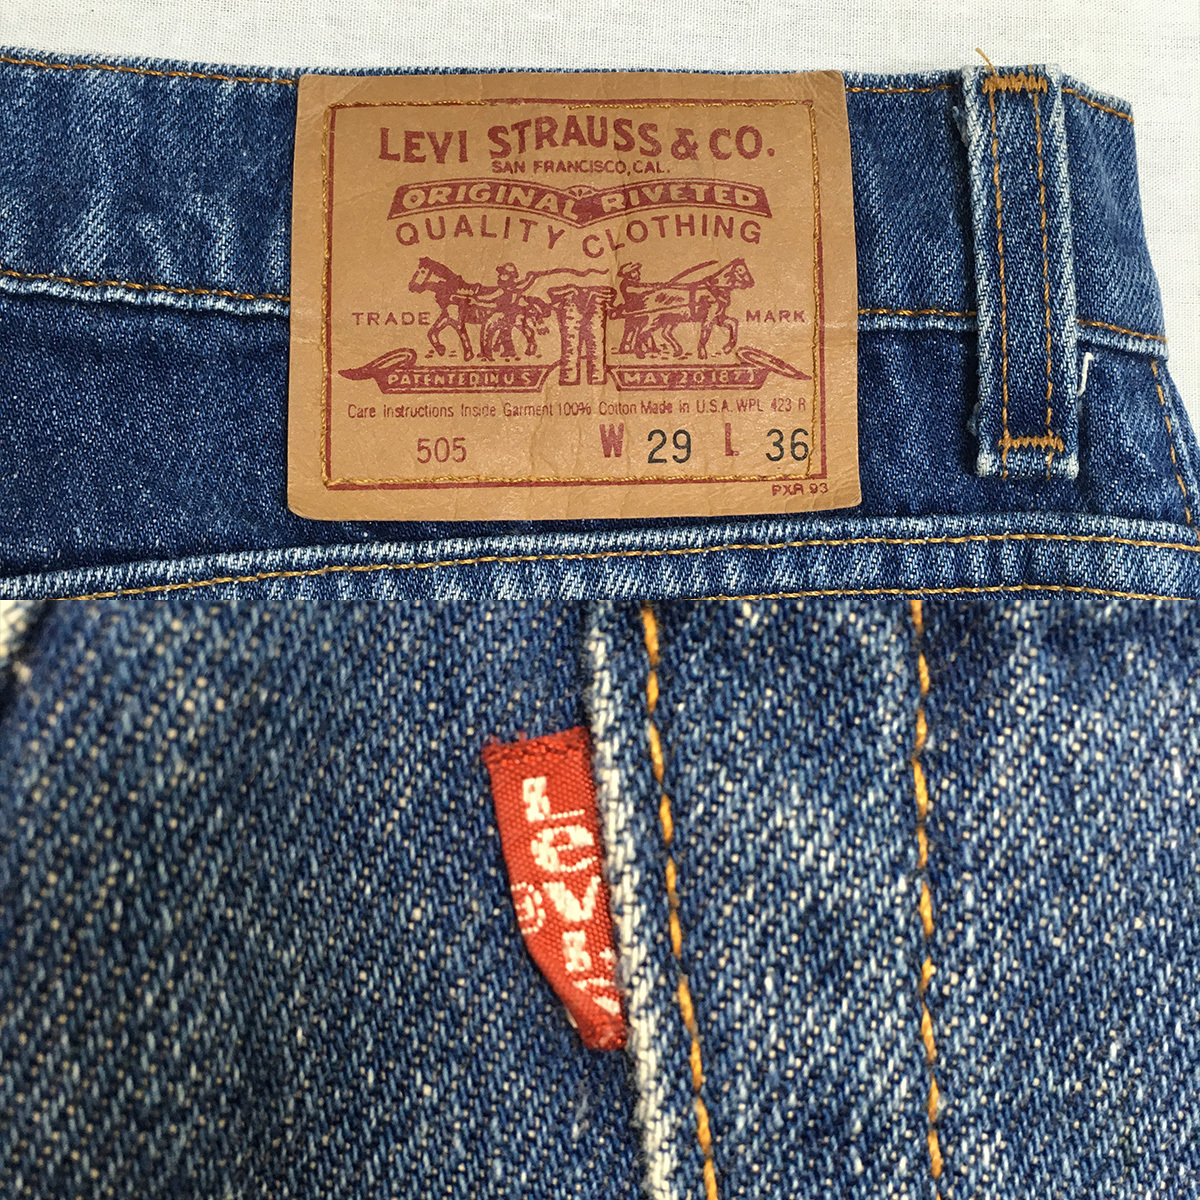 LEVI STRAUSS & CO.
SAN FRANCISCO, CAL.
ORIGINAL RIVETED
QUALITY CLOTHING
TRADE MARK
PATENTED IN U S MAY 20 1873
Care Instructions Inside Garment 100% Cotton Made in U.S.A. WPL 423 R
505 W 29 L 36
PXR 93
Levi's
®